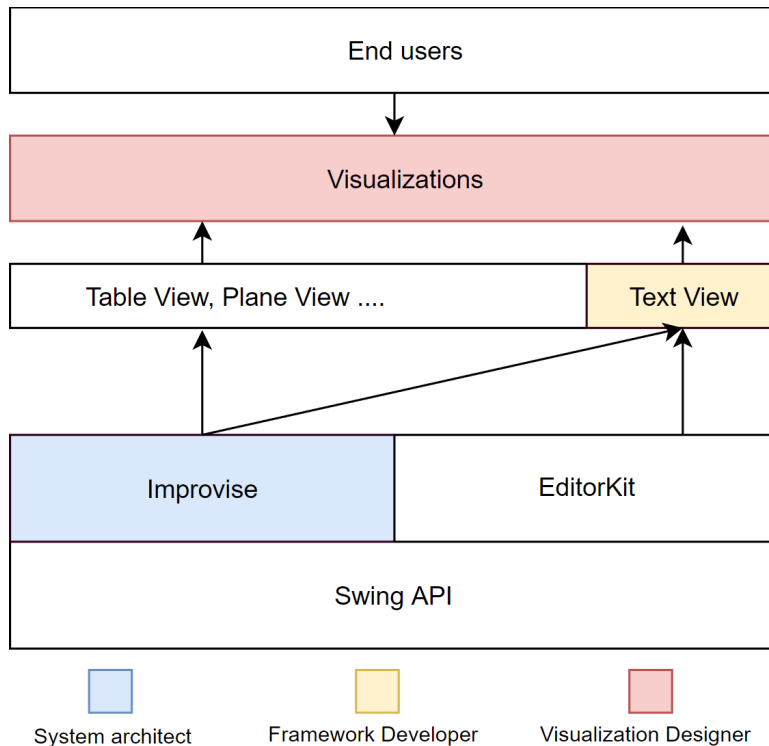 End users
Visualizations
Table View, Plane View ....
Text View
Improvise
EditorKit
Swing API
System architect
Framework Developer
Visualization Designer